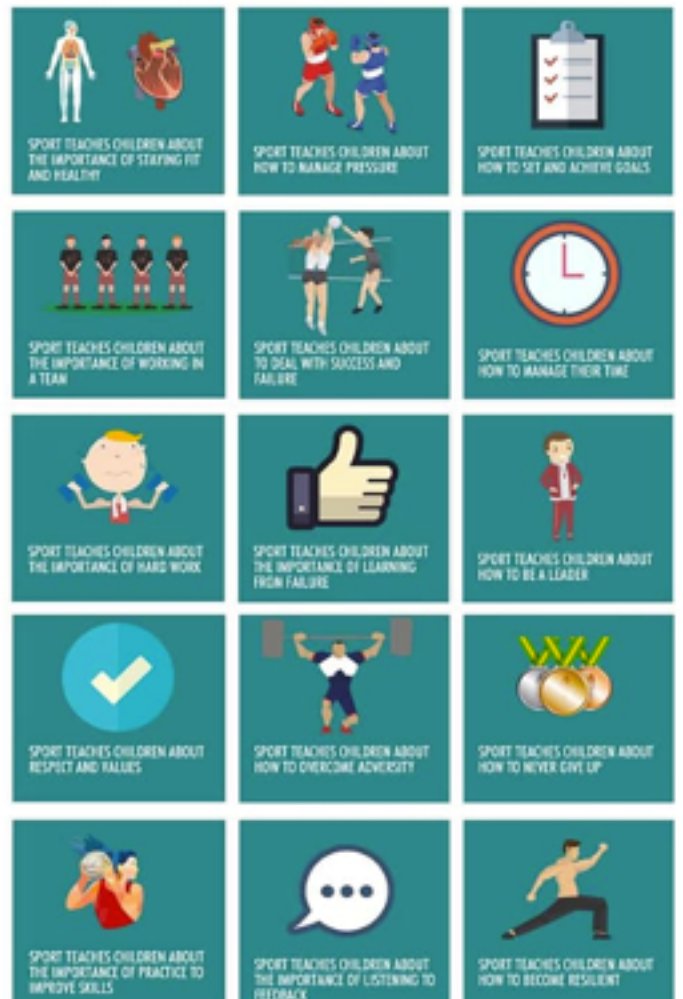 SPORT TEACHES CHILDREN ABOUT
THE IMPORTANCE OF STAYING FIT
AND HEALTHY
SPORT TEACHES CHILDREN ABOUT
HOW TO MANAGE PRESSURE
SPORT TEACHES CHILDREN ABOUT
HOW TO SET AND ACHIEVE GOALS
SPORT TEACHES CHILDREN ABOUT
THE IMPORTANCE OF WORKING IN
A TEAM
SPORT TEACHES CHILDREN ABOUT
TO DEAL WITH SUCCESS AND
FAILURE
SPORT TEACHES CHILDREN ABOUT
HOW TO MANAGE THEIR TIME
SPORT TEACHES CHILDREN ABOUT
THE IMPORTANCE OF HARD WORK
SPORT TEACHES CHILDREN ABOUT
THE IMPORTANCE OF LEARNING
FROM FAILURE
SPORT TEACHES CHILDREN ABOUT
HOW TO BE A LEADER
SPORT TEACHES CHILDREN ABOUT
RESPECT AND VALUES
SPORT TEACHES CHILDREN ABOUT
HOW TO OVERCOME ADVERSITY
SPORT TEACHES CHILDREN ABOUT
HOW TO NEVER GIVE UP
SPORT TEACHES CHILDREN ABOUT
THE IMPORTANCE OF PRACTICE TO
IMPROVE SKILLS
SPORT TEACHES CHILDREN ABOUT
THE IMPORTANCE OF LISTENING TO
FEEDBACK
SPORT TEACHES CHILDREN ABOUT
HOW TO BECOME RESILIENT